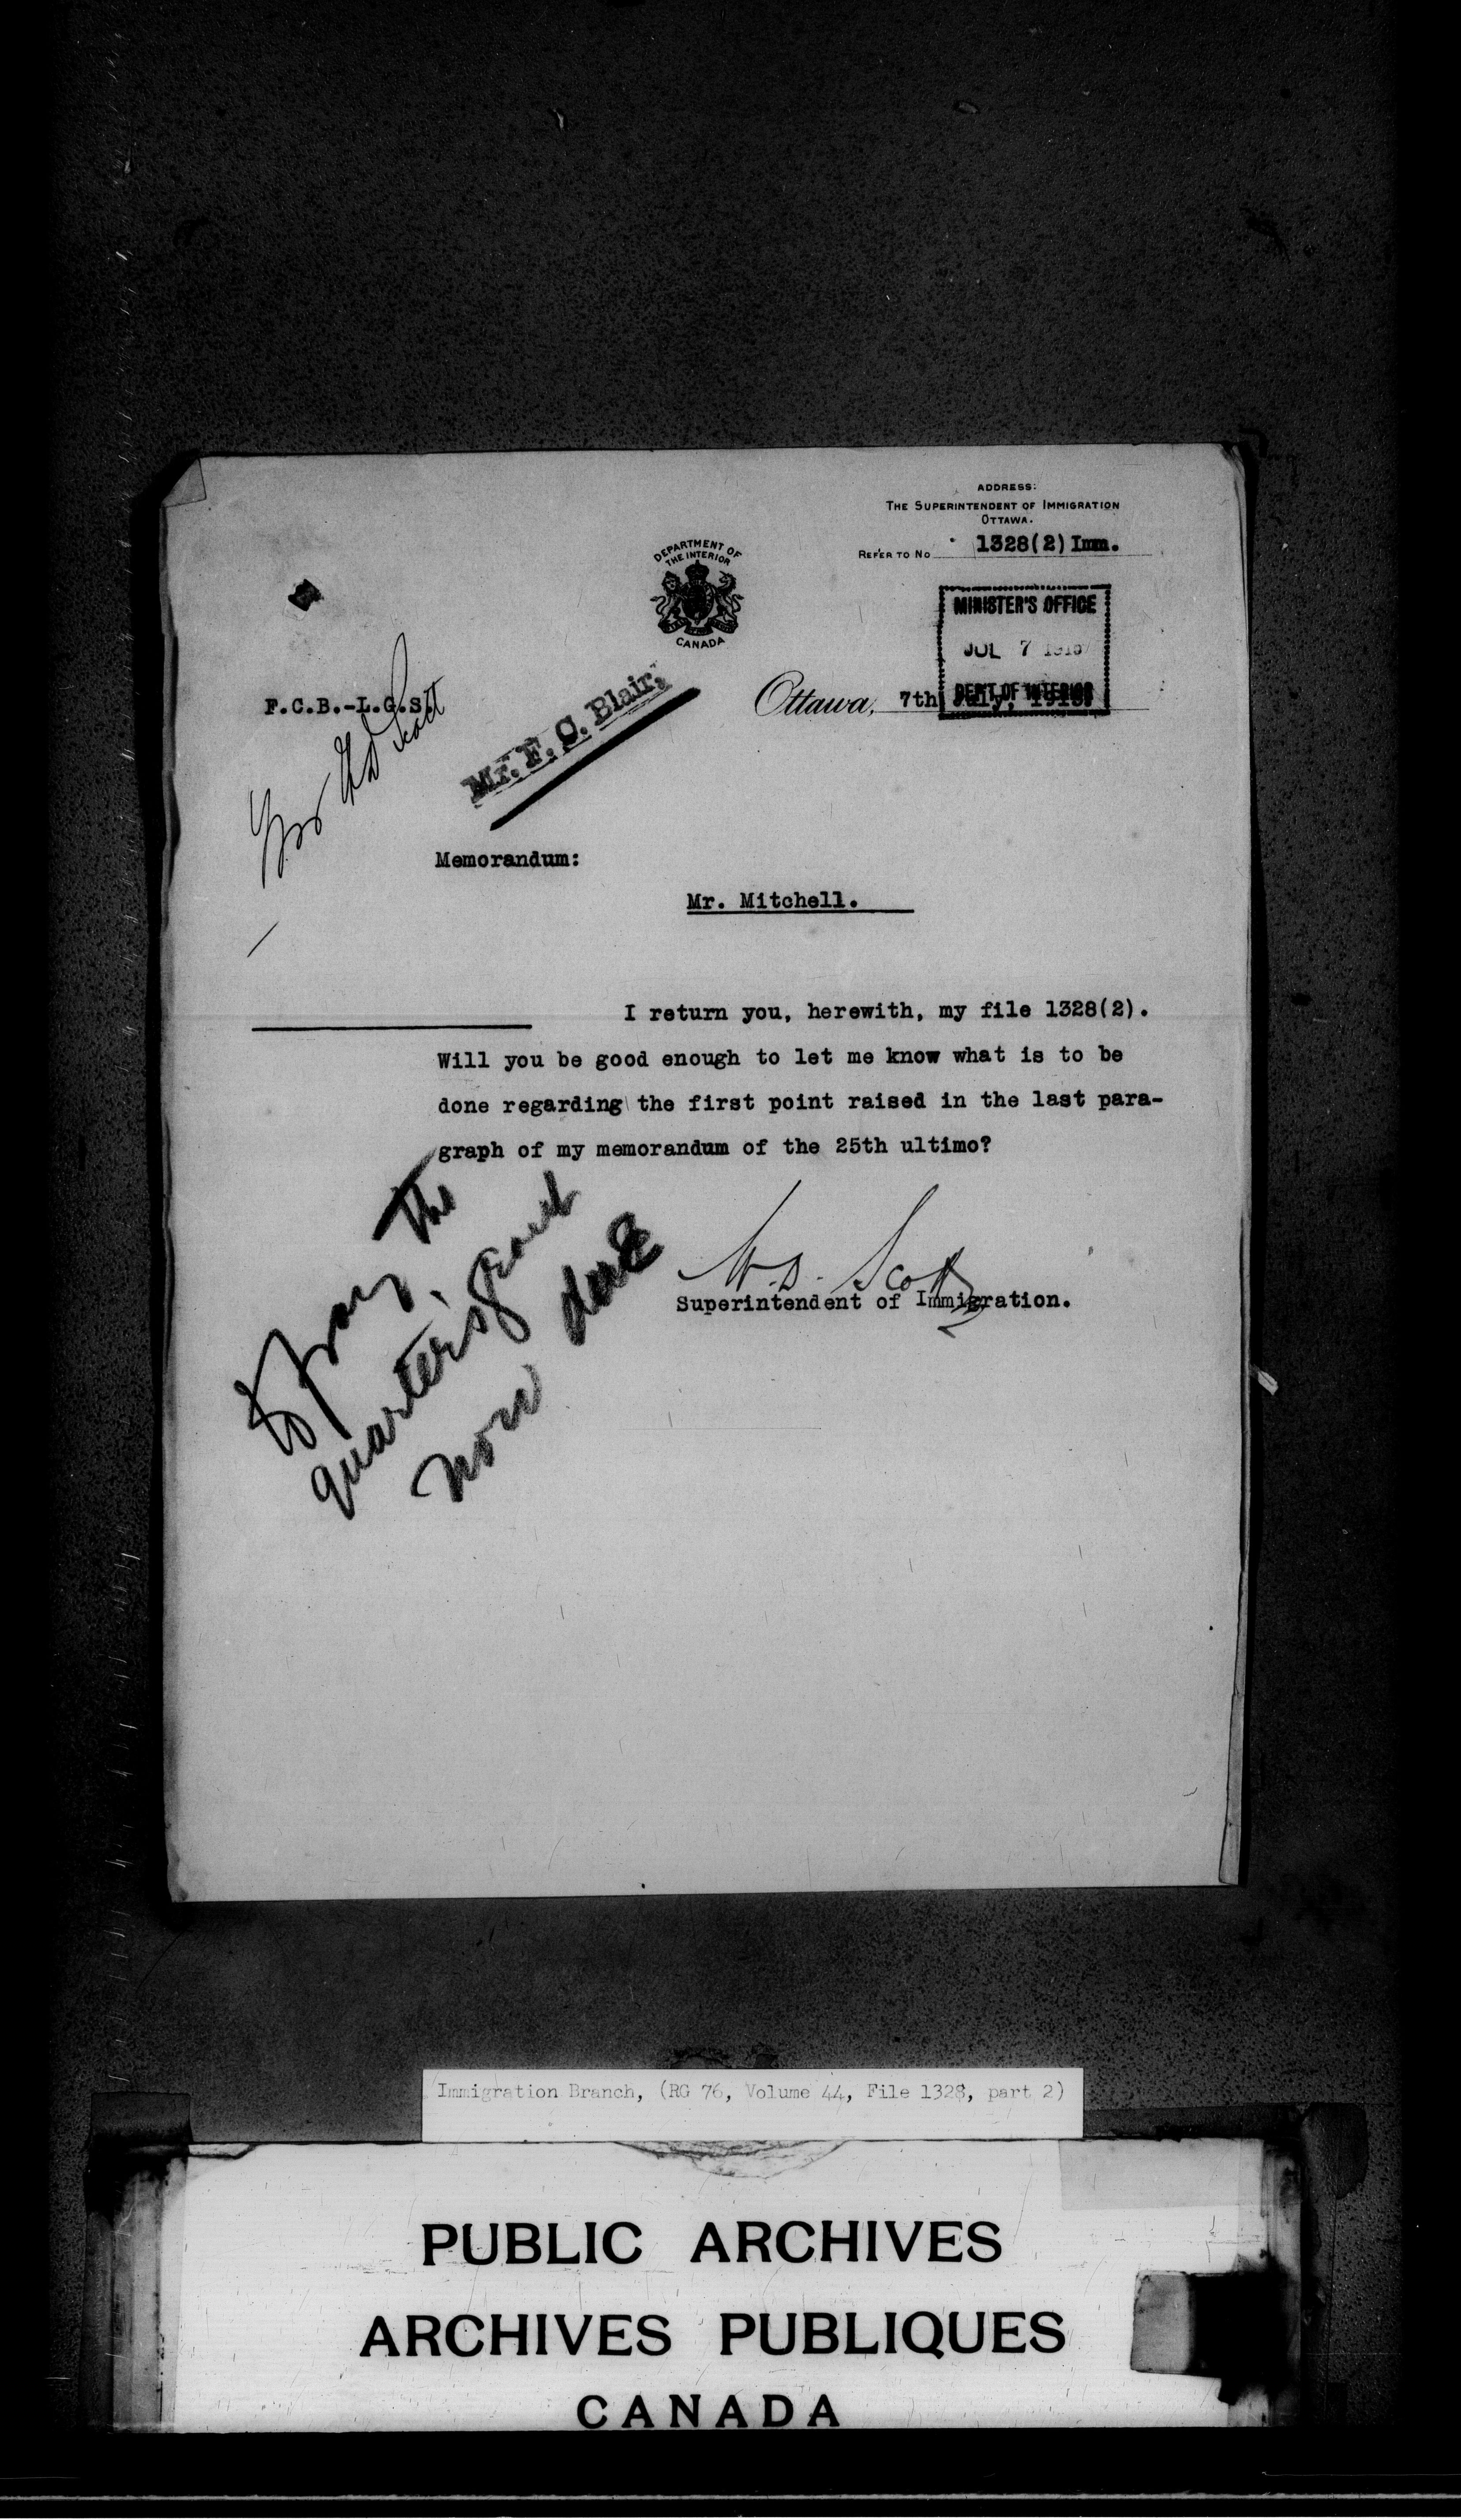 ADDRESS:
THE SUPERINTENDENT OF IMMIGRATION
OTTAWA.
REFER TO No 1328(2) Imm.
DEPARTMENT OF
THE INTERIOR
CANADA
MINISTER'S OFFICE
JUL 7 191
DEPT. OF INTERIOR
F.C.B.-L.G.S.
Mr. F. C. Blair,
Ottawa, 7th July,
W D Scott
Memorandum:
Mr. Mitchell.
I return you, herewith, my file 1328(2).
Will you be good enough to let me know what is to be
done regarding the first point raised in the last para-
graph of my memorandum of the 25th ultimo?
W.D. Scott
Superintendent of Immigration.
The
quarters grant
now due
Immigration Branch, (RG 76, Volume 44, File 1328, part 2)
PUBLIC ARCHIVES
ARCHIVES PUBLIQUES
CANADA